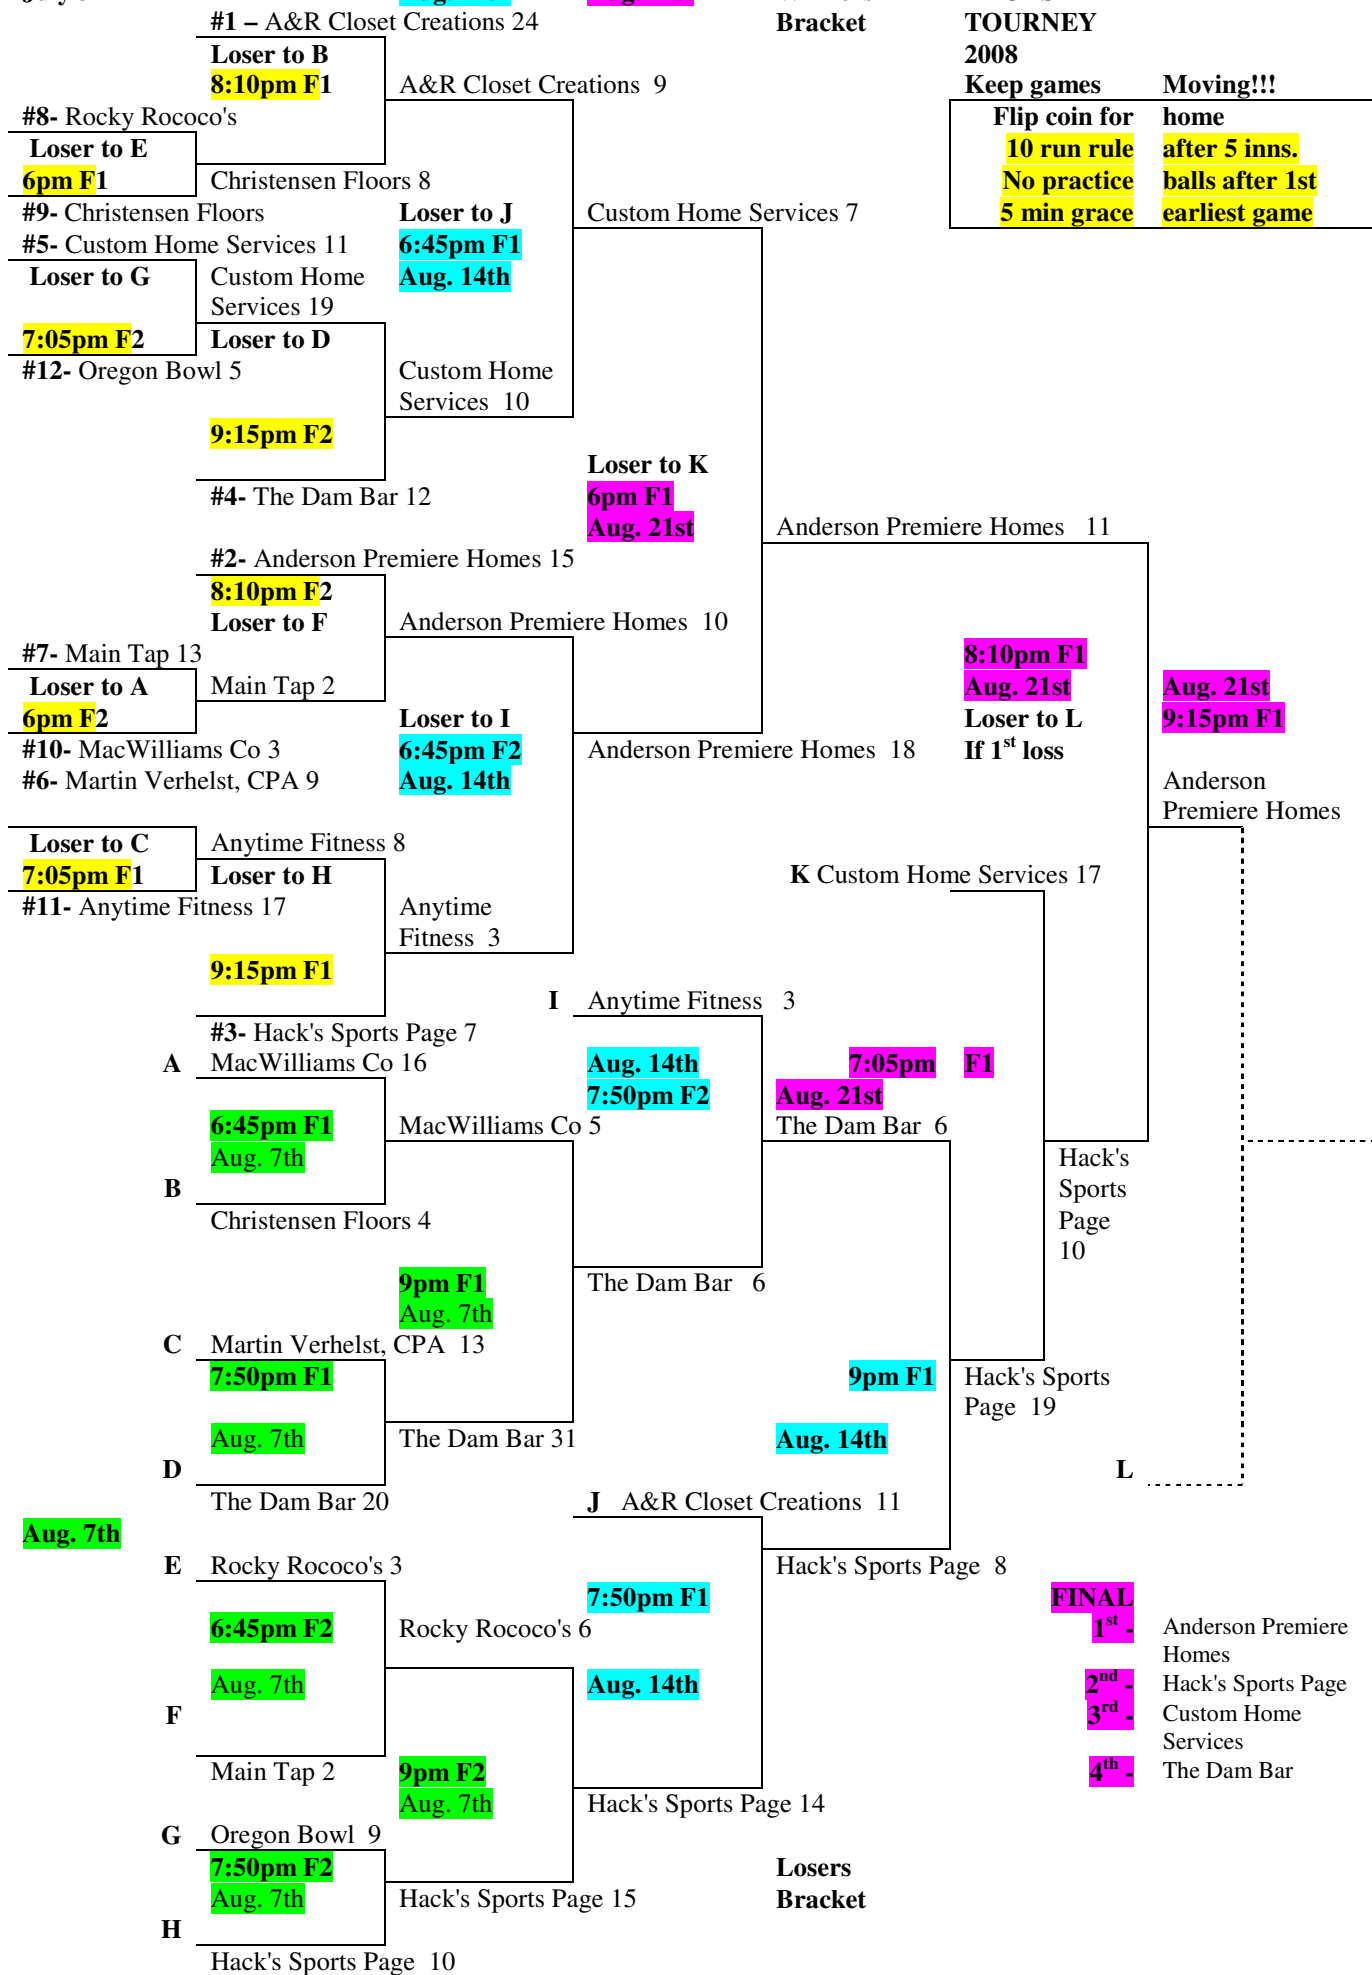 #1 – A&R Closet Creations 24 Bracket TOURNEY
Loser to B 2008
8:10pm F1 A&R Closet Creations 9 Keep games Moving!!!
#8- Rocky Rococo's Flip coin for home
Loser to E 10 run rule after 5 inns.
6pm F1 Christensen Floors 8 No practice balls after 1st
#9- Christensen Floors Loser to J Custom Home Services 7 5 min grace earliest game
#5- Custom Home Services 11 6:45pm F1
Loser to G Custom Home Aug. 14th
Services 19
7:05pm F2 Loser to D
#12- Oregon Bowl 5 Custom Home
Services 10
9:15pm F2
Loser to K
#4- The Dam Bar 12 6pm F1
Aug. 21st Anderson Premiere Homes 11
#2- Anderson Premiere Homes 15
8:10pm F2
Loser to F Anderson Premiere Homes 10
#7- Main Tap 13 8:10pm F1
Loser to A Main Tap 2 Aug. 21st Aug. 21st
6pm F2 Loser to I Loser to L 9:15pm F1
#10- MacWilliams Co 3 6:45pm F2 Anderson Premiere Homes 18 If 1st loss
#6- Martin Verhelst, CPA 9 Aug. 14th Anderson
Premiere Homes
Loser to C Anytime Fitness 8
7:05pm F1 Loser to H K Custom Home Services 17
#11- Anytime Fitness 17 Anytime
Fitness 3
9:15pm F1
I Anytime Fitness 3
#3- Hack's Sports Page 7
A MacWilliams Co 16 Aug. 14th 7:05pm F1
7:50pm F2 Aug. 21st
6:45pm F1 MacWilliams Co 5 The Dam Bar 6
Aug. 7th Hack's
B Sports
Christensen Floors 4 Page
10
9pm F1 The Dam Bar 6
Aug. 7th
C Martin Verhelst, CPA 13
7:50pm F1 9pm F1 Hack's Sports
Page 19
Aug. 7th The Dam Bar 31 Aug. 14th
D L
The Dam Bar 20 J A&R Closet Creations 11
Aug. 7th
E Rocky Rococo's 3 Hack's Sports Page 8
7:50pm F1 FINAL
6:45pm F2 Rocky Rococo's 6 1st - Anderson Premiere
Homes
Aug. 7th Aug. 14th 2nd - Hack's Sports Page
F 3rd - Custom Home
Services
Main Tap 2 9pm F2 4th - The Dam Bar
Aug. 7th Hack's Sports Page 14
G Oregon Bowl 9
7:50pm F2 Losers
Aug. 7th Hack's Sports Page 15 Bracket
H
Hack's Sports Page 10